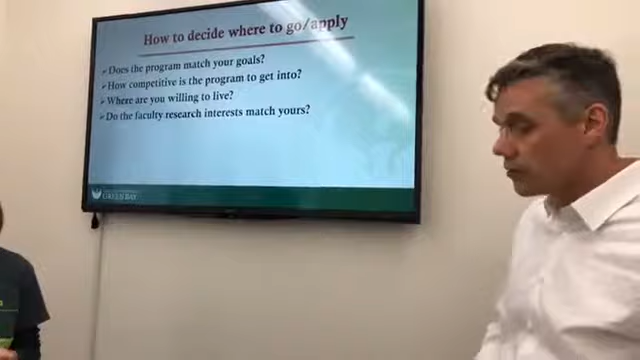 How to decide where to go/apply
Does the program match your goals?
How competitive is the program to get into?
Where are you willing to live?
Do the faculty research interests match yours?
GREEN BAY